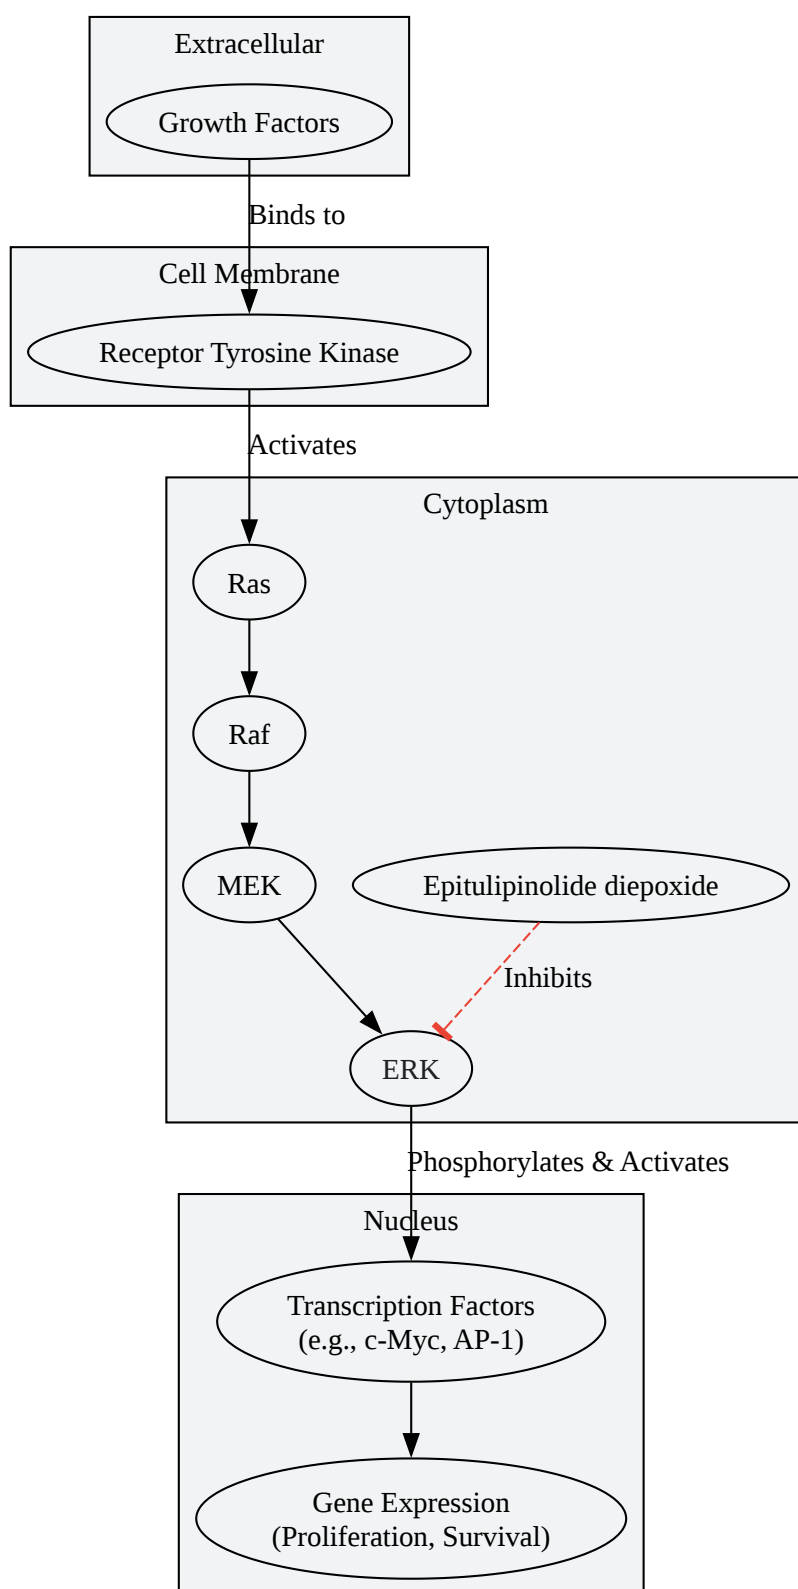 Extracellular
Growth Factors
Binds to
Cell Membrane
Receptor Tyrosine Kinase
Activates
Cytoplasm
Ras
Raf
MEK
Epitulipinolide diepoxide
Inhibits
ERK
Phosphorylates & Activates
Nucleus
Transcription Factors
(e.g., c-Myc, AP-1)
Gene Expression
(Proliferation, Survival)